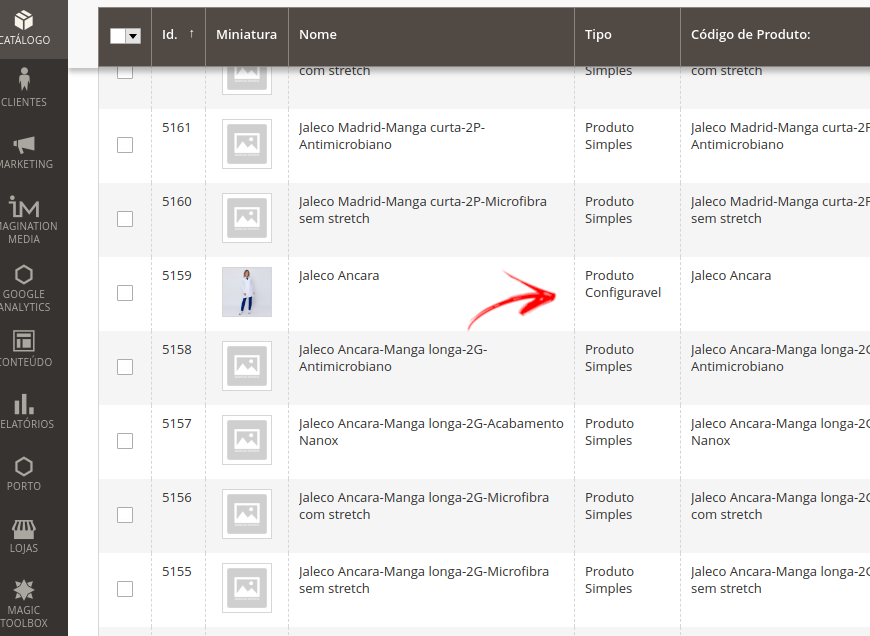 CATÁLOGO
CLIENTES
MARKETING
IMAGINATION
MEDIA
GOOGLE
ANALYTICS
CONTEÚDO
RELATÓRIOS
PORTO
LOJAS
MAGIC
TOOLBOX
Id. ↑ Miniatura Nome Tipo Código de Produto:
com stretch Simples com stretch
5161 Jaleco Madrid-Manga curta-2P- Produto Jaleco Madrid-Manga curta-2P
Antimicrobiano Simples Antimicrobiano
5160 Jaleco Madrid-Manga curta-2P-Microfibra Produto Jaleco Madrid-Manga curta-2P
sem stretch Simples sem stretch
5159 Jaleco Ancara Produto Jaleco Ancara
Configuravel
5158 Jaleco Ancara-Manga longa-2G- Produto Jaleco Ancara-Manga longa-2G
Antimicrobiano Simples Antimicrobiano
5157 Jaleco Ancara-Manga longa-2G-Acabamento Produto Jaleco Ancara-Manga longa-2G
Nanox Simples Nanox
5156 Jaleco Ancara-Manga longa-2G-Microfibra Produto Jaleco Ancara-Manga longa-2G
com stretch Simples com stretch
5155 Jaleco Ancara-Manga longa-2G-Microfibra Produto Jaleco Ancara-Manga longa-2G
sem stretch Simples sem stretch